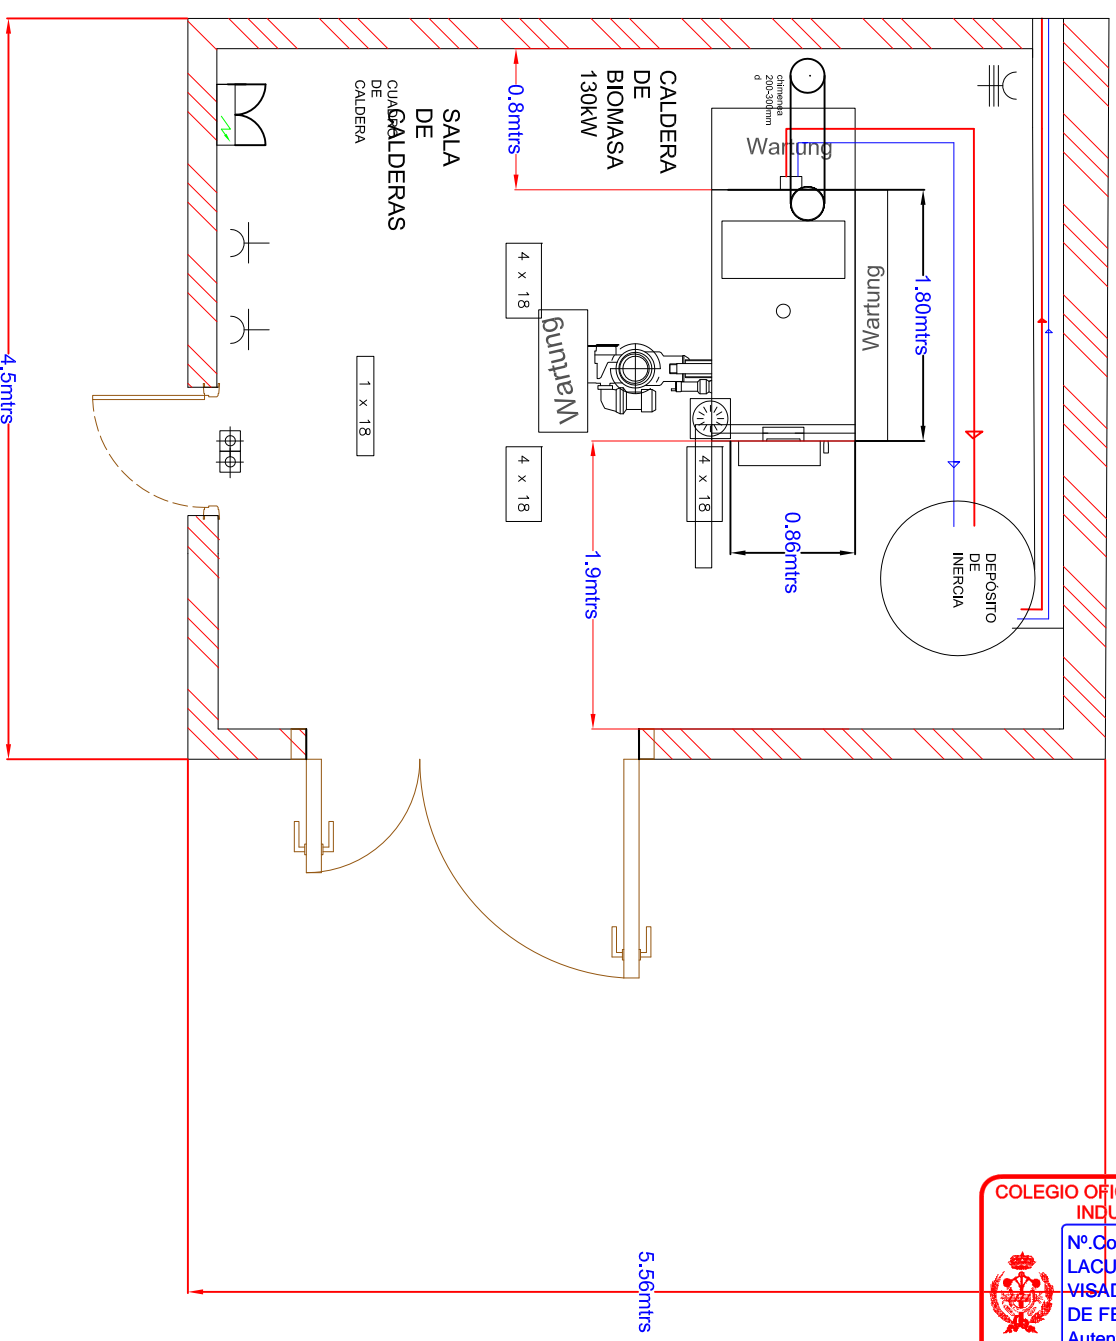 CALDERA
DE
BIOMASA
130kW
SALA
DE
CALDERAS
CUADRO
DE
CALDERA
chimenea
200-300mm
d
Wartung
Wartung
Wartung
DEPÓSITO
DE
INERCIA
4 x 18
4 x 18
4 x 18
1 x 18
0.8mtrs
1.80mtrs
0.86mtrs
1.9mtrs
4.5mtrs
5.56mtrs
COLEGIO OFI
INDU
Nº.Co
LACU
VISAD
DE FE
Auten